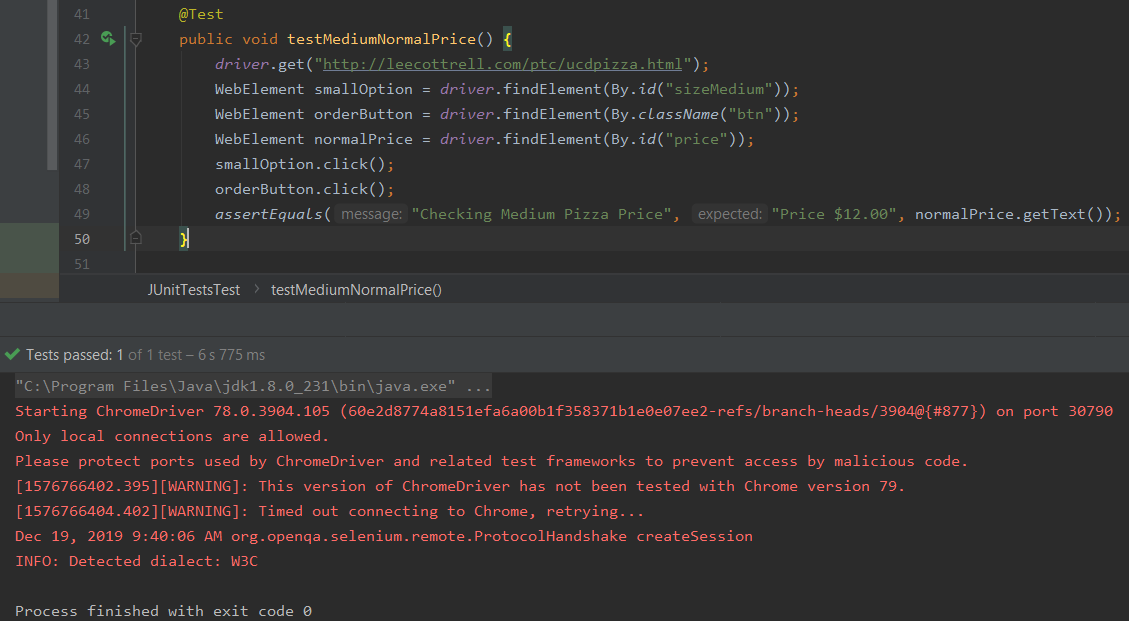 41 @Test
42 public void testMediumNormalPrice() {
43 driver.get("http://leecottrell.com/ptc/ucdpizza.html");
44 WebElement smallOption = driver.findElement(By.id("sizeMedium"));
45 WebElement orderButton = driver.findElement(By.className("btn"));
46 WebElement normalPrice = driver.findElement(By.id("price"));
47 smallOption.click();
48 orderButton.click();
49 assertEquals( message: "Checking Medium Pizza Price", expected: "Price $12.00", normalPrice.getText());
50 }
51
JUnitTestsTest > testMediumNormalPrice()
Tests passed: 1 of 1 test – 6 s 775 ms
"C:\Program Files\Java\jdk1.8.0_231\bin\java.exe" ...
Starting ChromeDriver 78.0.3904.105 (60e2d8774a8151efa6a00b1f358371b1e0e07ee2-refs/branch-heads/3904@{#877}) on port 30790
Only local connections are allowed.
Please protect ports used by ChromeDriver and related test frameworks to prevent access by malicious code.
[1576766402.395][WARNING]: This version of ChromeDriver has not been tested with Chrome version 79.
[1576766404.402][WARNING]: Timed out connecting to Chrome, retrying...
Dec 19, 2019 9:40:06 AM org.openqa.selenium.remote.ProtocolHandshake createSession
INFO: Detected dialect: W3C
Process finished with exit code 0